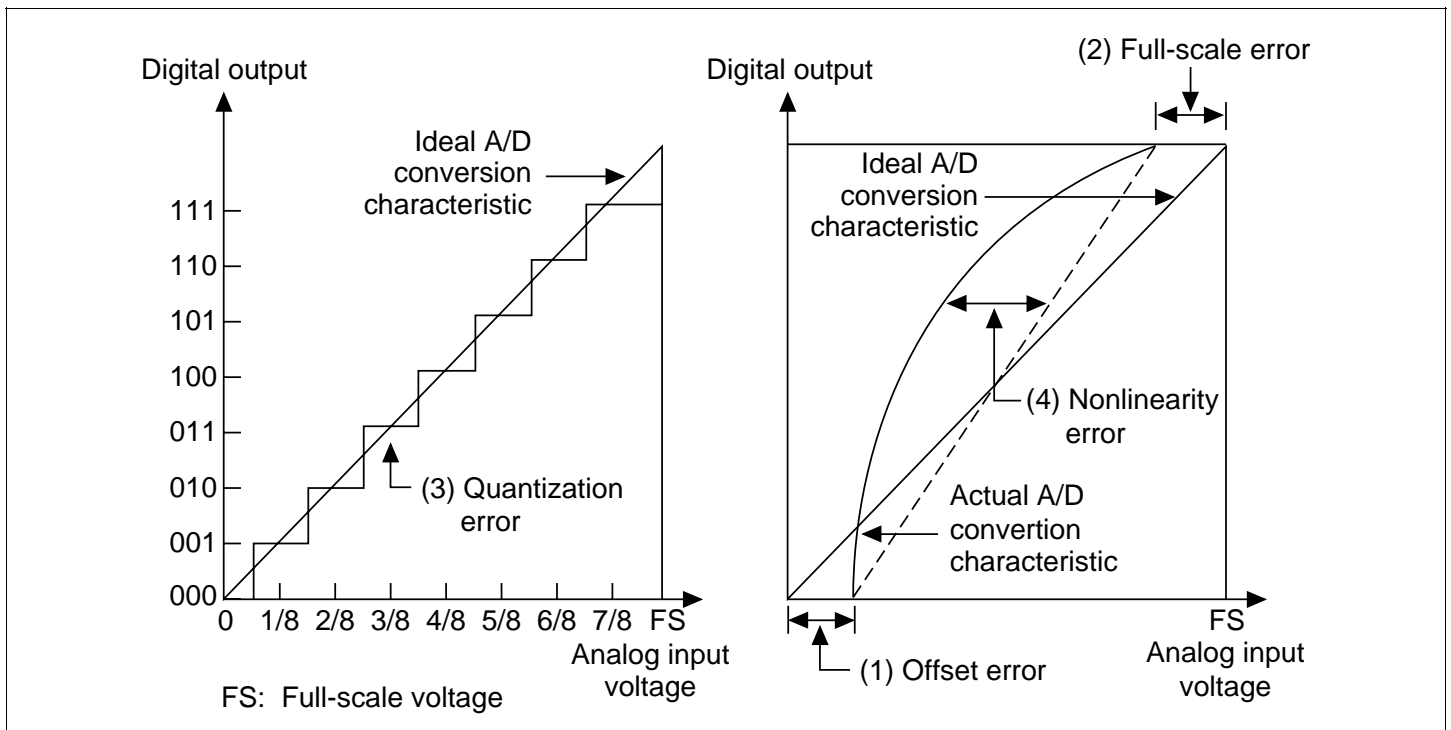 Digital output
Ideal A/D
conversion
characteristic
111
110
101
100
011
010
001
000
(3) Quantization
error
0 1/8 2/8 3/8 4/8 5/8 6/8 7/8 FS
Analog input
voltage
FS: Full-scale voltage
Digital output
(2) Full-scale error
Ideal A/D
conversion
characteristic
(4) Nonlinearity
error
Actual A/D
convertion
characteristic
FS
Analog input
voltage
(1) Offset error